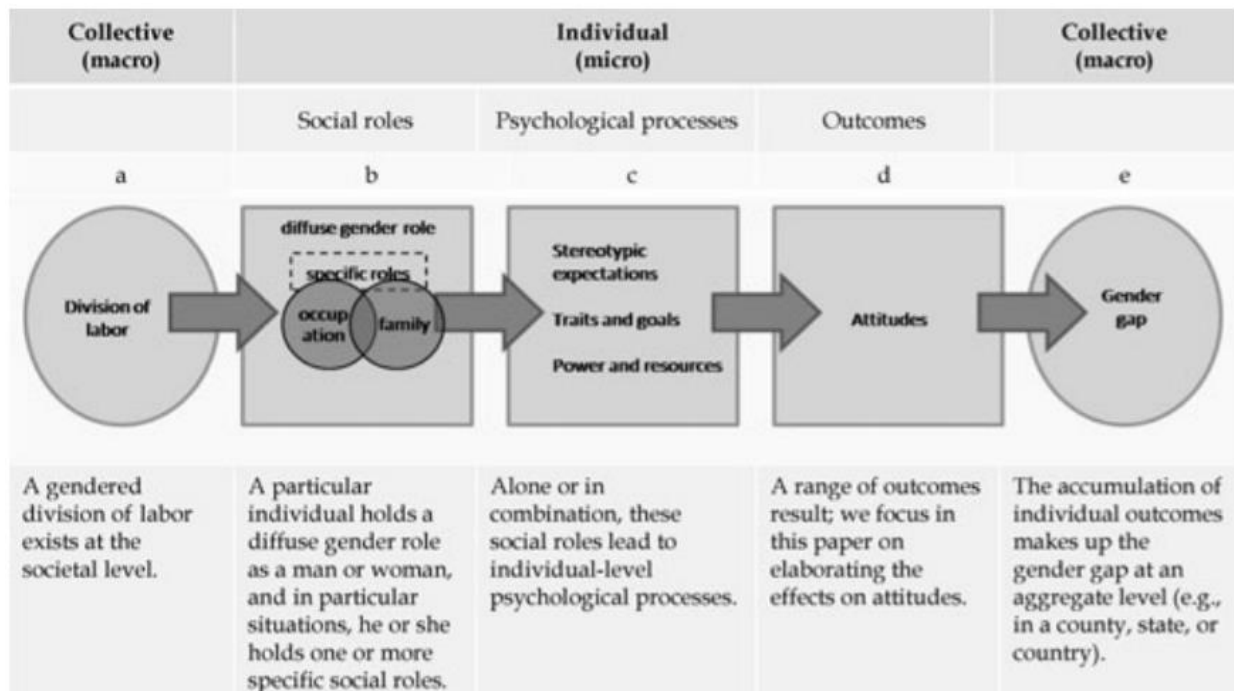 Collective
(macro)
Individual
(micro)
Collective
(macro)
Social roles
Psychological processes
Outcomes
a
b
c
d
e
Division of
labor
diffuse gender role
specific roles
occup
ation
family
Stereotypic
expectations
Traits and goals
Power and resources
Attitudes
Gender
gap
A gendered
division of labor
exists at the
societal level.
A particular
individual holds a
diffuse gender role
as a man or woman,
and in particular
situations, he or she
holds one or more
specific social roles.
Alone or in
combination, these
social roles lead to
individual-level
psychological processes.
A range of outcomes
result; we focus in
this paper on
elaborating the
effects on attitudes.
The accumulation of
individual outcomes
makes up the
gender gap at an
aggregate level (e.g.,
in a county, state, or
country).